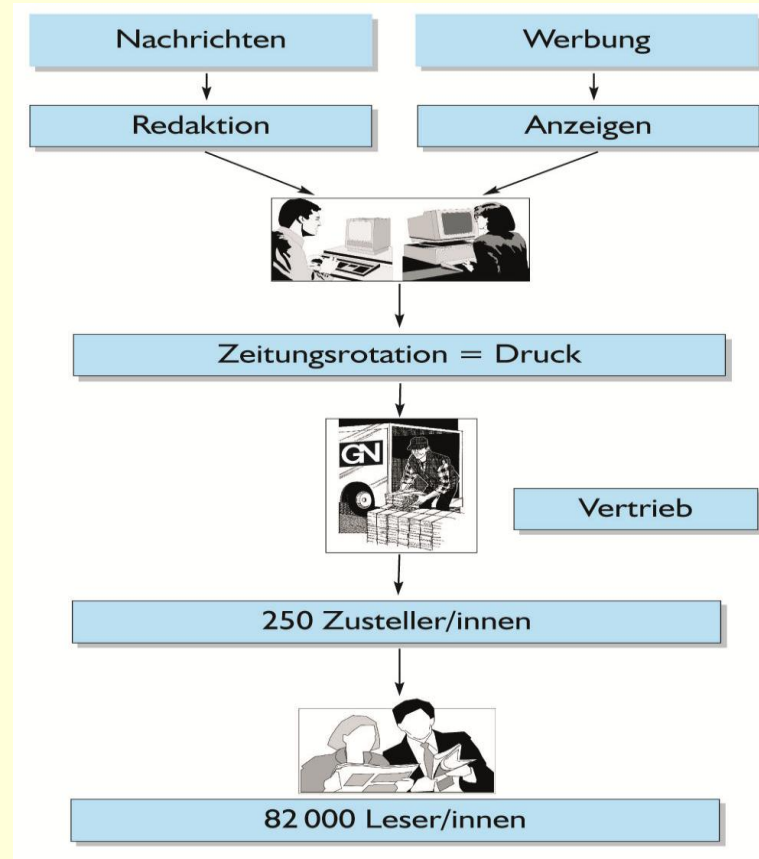 Nachrichten
Werbung
Redaktion
Anzeigen
Zeitungsrotation = Druck
GN
Vertrieb
250 Zusteller/innen
82 000 Leser/innen